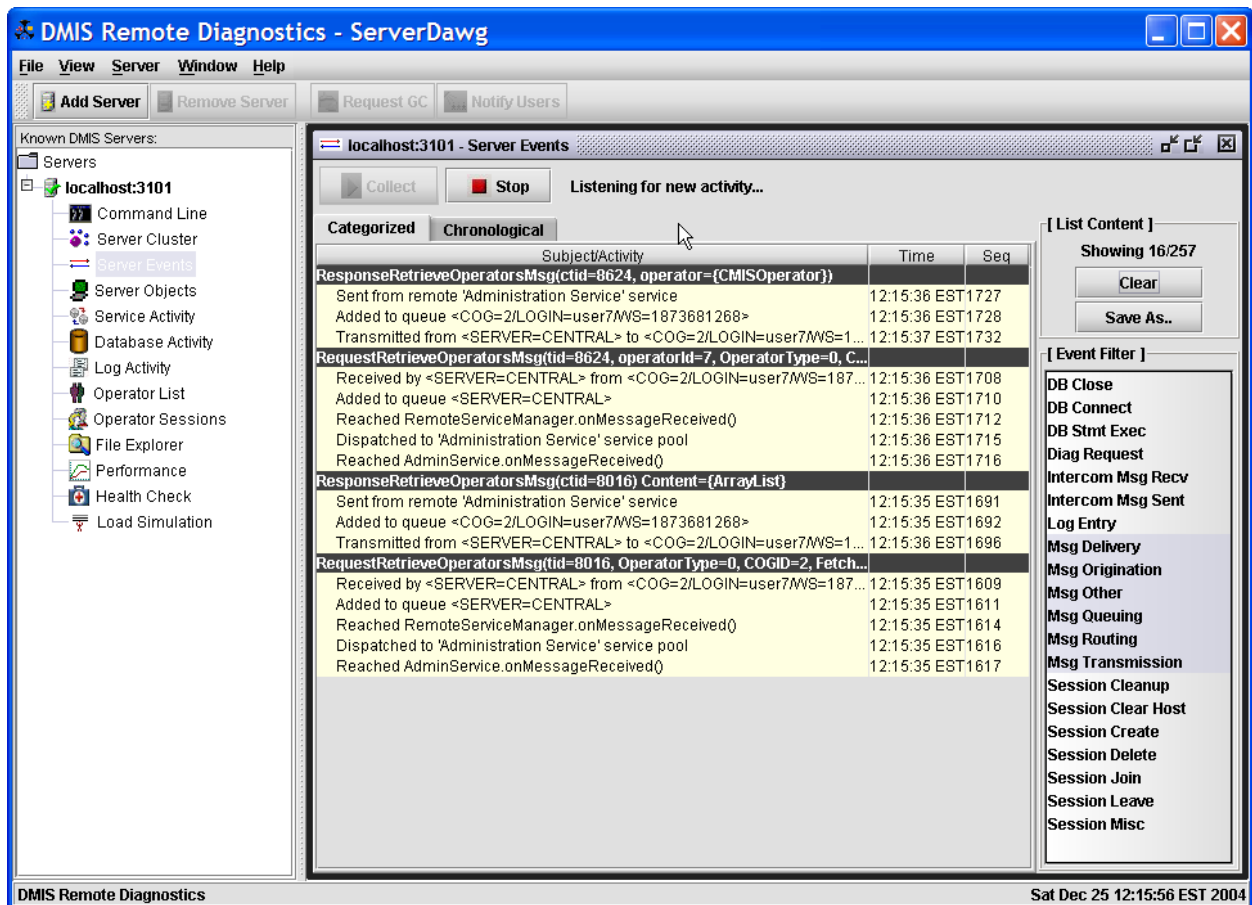 DMIS Remote Diagnostics - ServerDawg
File View Server Window Help
Add Server Remove Server Request GC Notify Users
Known DMIS Servers:
Servers
localhost:3101
Command Line
Server Cluster
Server Events
Server Objects
Service Activity
Database Activity
Log Activity
Operator List
Operator Sessions
File Explorer
Performance
Health Check
Load Simulation
localhost:3101 - Server Events
Collect Stop Listening for new activity...
Categorized Chronological
Subject/Activity Time Seq
ResponseRetrieveOperatorsMsg(ctid=8624, operator={CMISOperator})
Sent from remote 'Administration Service' service 12:15:36 EST 1727
Added to queue <COG=2/LOGIN=user7/WS=1873681268> 12:15:36 EST 1728
Transmitted from <SERVER=CENTRAL> to <COG=2/LOGIN=user7/WS=1... 12:15:37 EST 1732
RequestRetrieveOperatorsMsg(tid=8624, operatorId=7, OperatorType=0, C...
Received by <SERVER=CENTRAL> from <COG=2/LOGIN=user7/WS=187... 12:15:36 EST 1708
Added to queue <SERVER=CENTRAL> 12:15:36 EST 1710
Reached RemoteServiceManager.onMessageReceived() 12:15:36 EST 1712
Dispatched to 'Administration Service' service pool 12:15:36 EST 1715
Reached AdminService.onMessageReceived() 12:15:36 EST 1716
ResponseRetrieveOperatorsMsg(ctid=8016) Content={ArrayList}
Sent from remote 'Administration Service' service 12:15:35 EST 1691
Added to queue <COG=2/LOGIN=user7/WS=1873681268> 12:15:35 EST 1692
Transmitted from <SERVER=CENTRAL> to <COG=2/LOGIN=user7/WS=1... 12:15:36 EST 1696
RequestRetrieveOperatorsMsg(tid=8016, OperatorType=0, COGID=2, Fetch...
Received by <SERVER=CENTRAL> from <COG=2/LOGIN=user7/WS=187... 12:15:35 EST 1609
Added to queue <SERVER=CENTRAL> 12:15:35 EST 1611
Reached RemoteServiceManager.onMessageReceived() 12:15:35 EST 1614
Dispatched to 'Administration Service' service pool 12:15:35 EST 1616
Reached AdminService.onMessageReceived() 12:15:35 EST 1617
[ List Content ]
Showing 16/257
Clear
Save As..
[ Event Filter ]
DB Close
DB Connect
DB Stmt Exec
Diag Request
Intercom Msg Recv
Intercom Msg Sent
Log Entry
Msg Delivery
Msg Origination
Msg Other
Msg Queuing
Msg Routing
Msg Transmission
Session Cleanup
Session Clear Host
Session Create
Session Delete
Session Join
Session Leave
Session Misc
DMIS Remote Diagnostics
Sat Dec 25 12:15:56 EST 2004